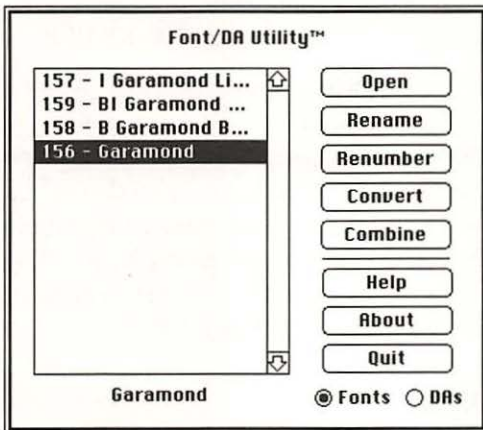 Font/DA Utility™
157 - I Garamond Li...
159 - BI Garamond ...
158 - B Garamond B...
156 - Garamond
Garamond
Open
Rename
Renumber
Convert
Combine
Help
About
Quit
Fonts DAs